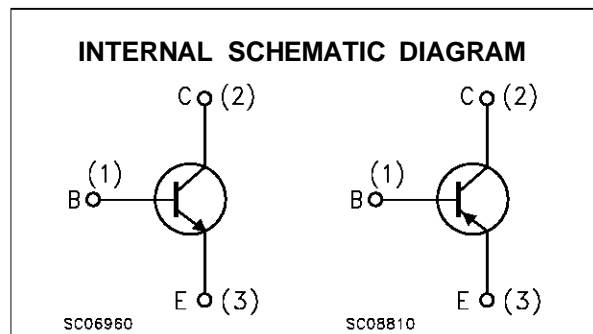 INTERNAL SCHEMATIC DIAGRAM
C (2)
(1)
B
E (3)
SC06960
C (2)
(1)
B
E (3)
SC08810